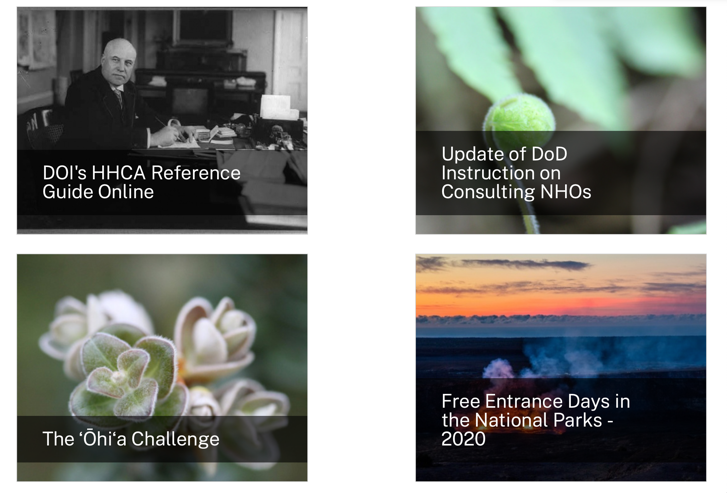 DOI's HHCA Reference
Guide Online
Update of DoD
Instruction on
Consulting NHOs
The ʻŌhiʻa Challenge
Free Entrance Days in
the National Parks -
2020